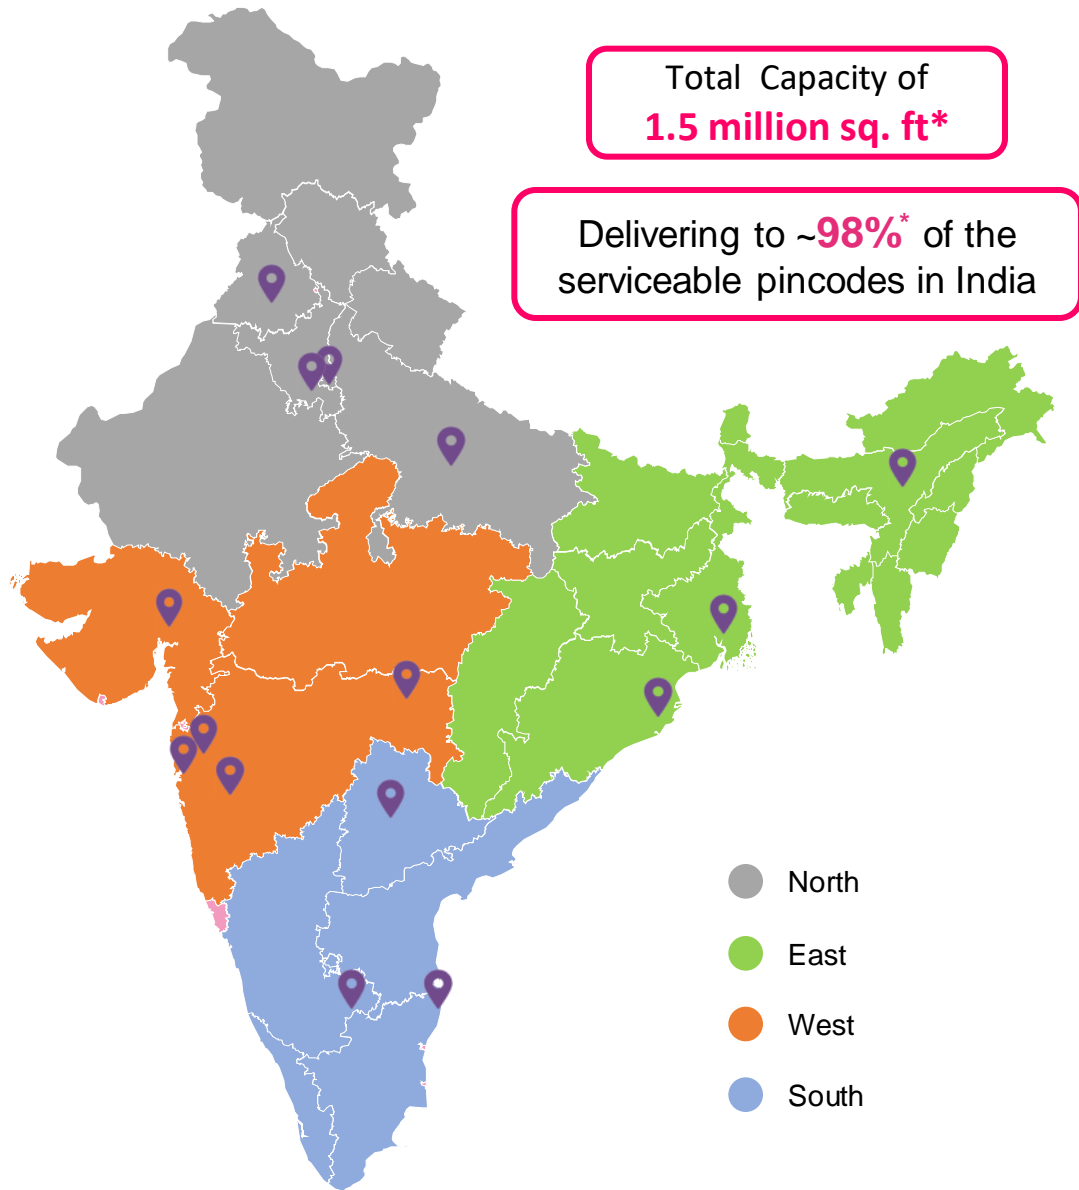 Total Capacity of
1.5 million sq. ft*
Delivering to ~98%* of the
serviceable pincodes in India
North
East
West
South